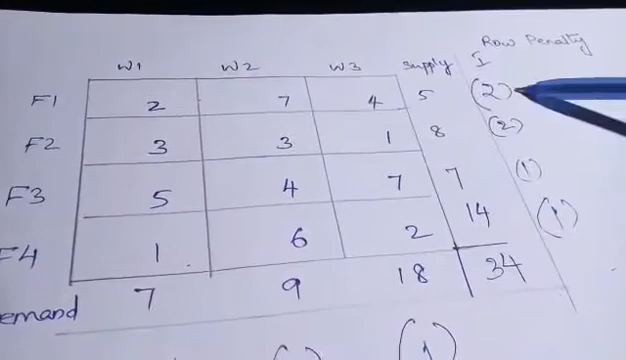 Row Penalty
W1 W2 W3 Supply I
F1 2 7 4 5 (2)
F2 3 3 1 8 (2)
F3 5 4 7 7 (1)
F4 1 6 2 14 (1)
emand 7 9 18 34
(1)